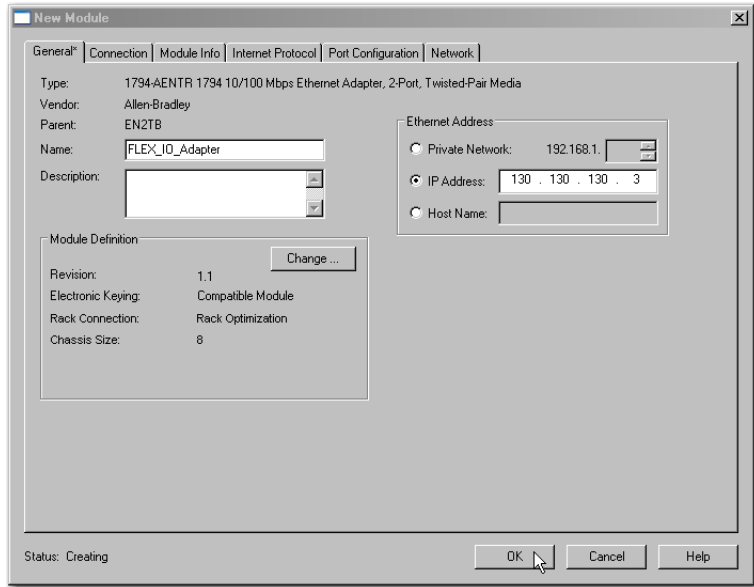 New Module
General* Connection Module Info Internet Protocol Port Configuration Network
Type: 1794-AENTR 1794 10/100 Mbps Ethernet Adapter, 2-Port, Twisted-Pair Media
Vendor: Allen-Bradley
Parent: EN2TB
Name: FLEX_IO_Adapter
Description:
Ethernet Address
Private Network: 192.168.1.
IP Address: 130 . 130 . 130 . 3
Host Name:
Module Definition
Change ...
Revision: 1.1
Electronic Keying: Compatible Module
Rack Connection: Rack Optimization
Chassis Size: 8
Status: Creating
OK Cancel Help